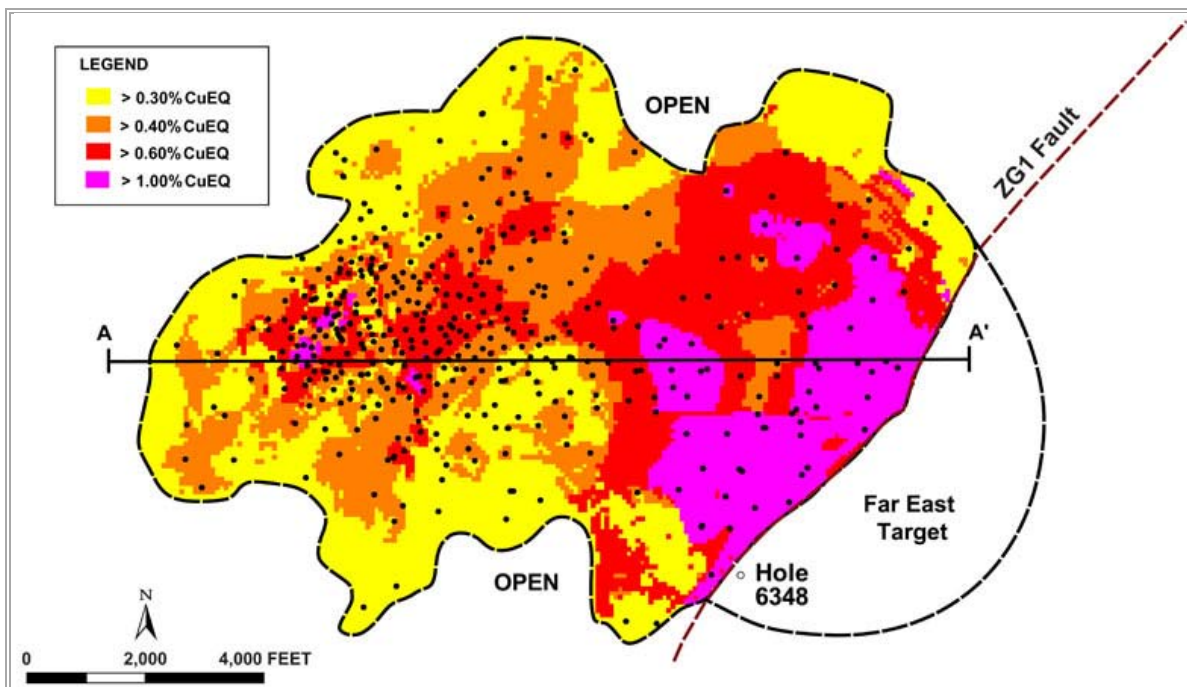 LEGEND
> 0.30%CuEQ
> 0.40%CuEQ
> 0.60%CuEQ
> 1.00%CuEQ
OPEN
ZG1 Fault
A
A'
Far East
Target
Hole
6348
OPEN
N
0 2,000 4,000 FEET